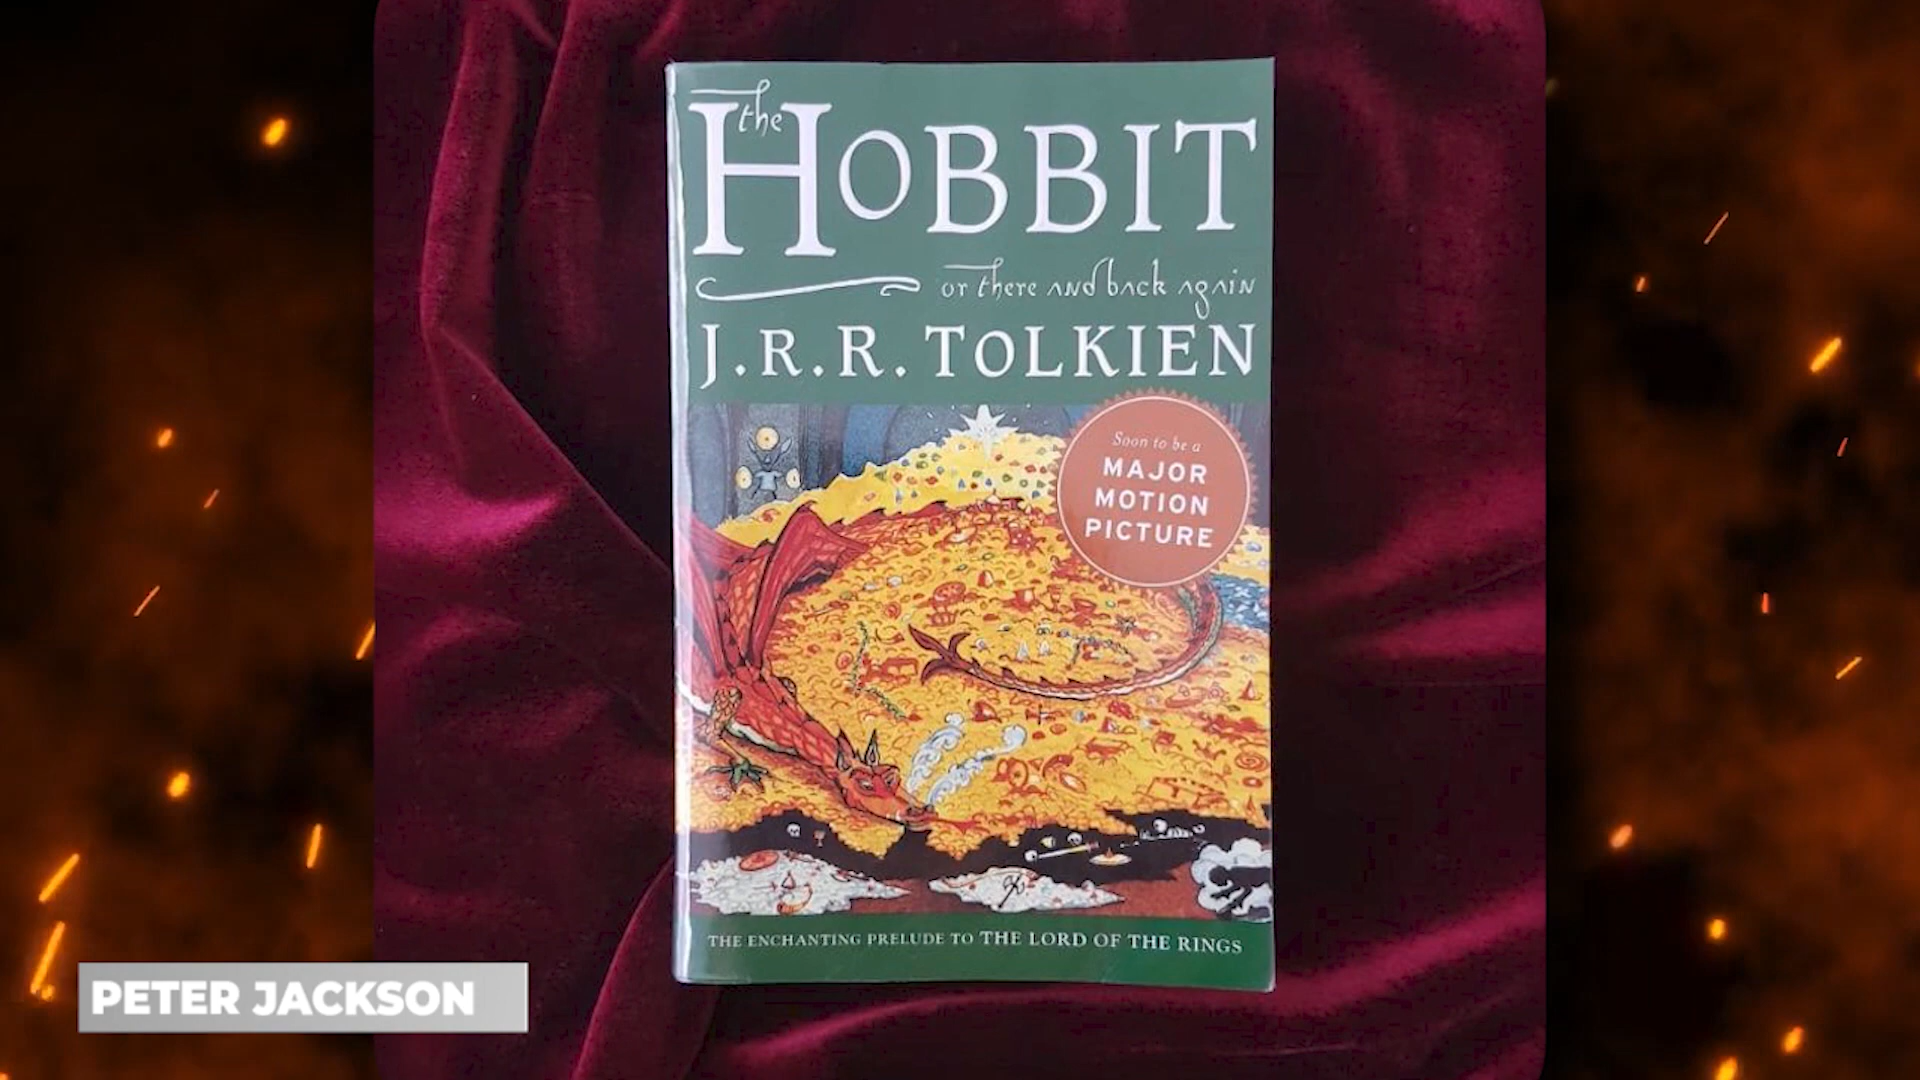 the
HOBBIT
or there and back again
J.R.R. TOLKIEN
Soon to be a
MAJOR
MOTION
PICTURE
THE ENCHANTING PRELUDE TO THE LORD OF THE RINGS
PETER JACKSON